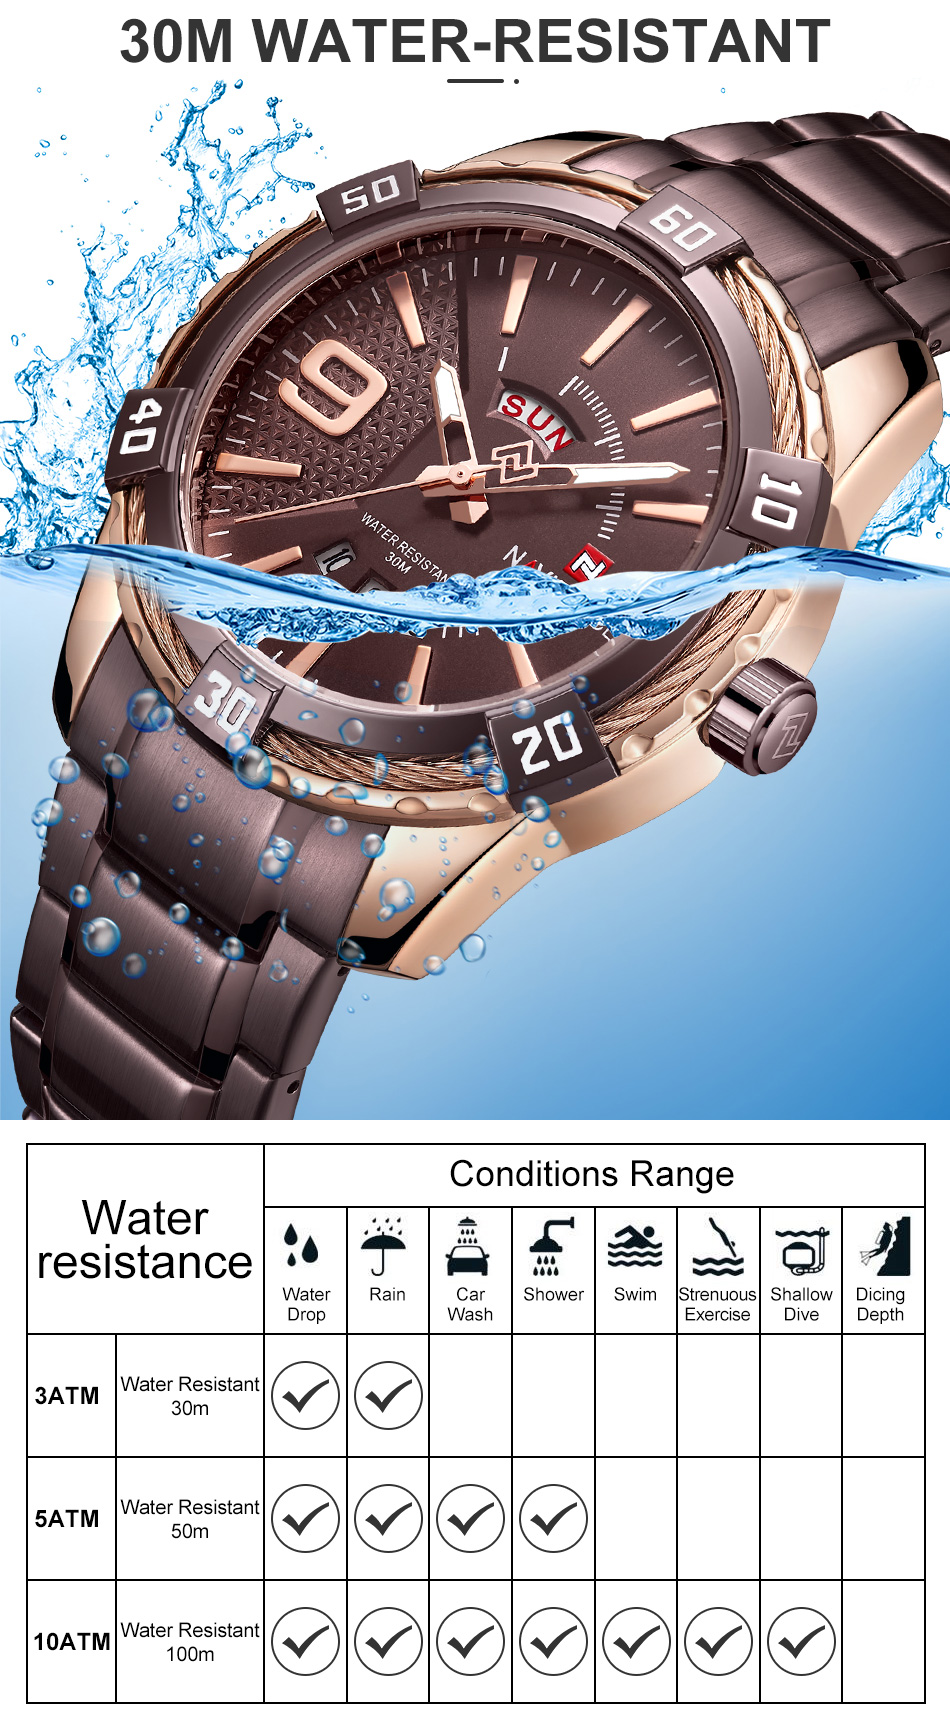 30M WATER-RESISTANT
50
60
9
SUN
40
10
WATER RESISTANT
30M
10
30
20
Water
resistance
Conditions Range
Water
Drop
Rain
Car
Wash
Shower
Swim
Strenuous
Exercise
Shallow
Dive
Dicing
Depth
3ATM
Water Resistant
30m
5ATM
Water Resistant
50m
10ATM
Water Resistant
100m